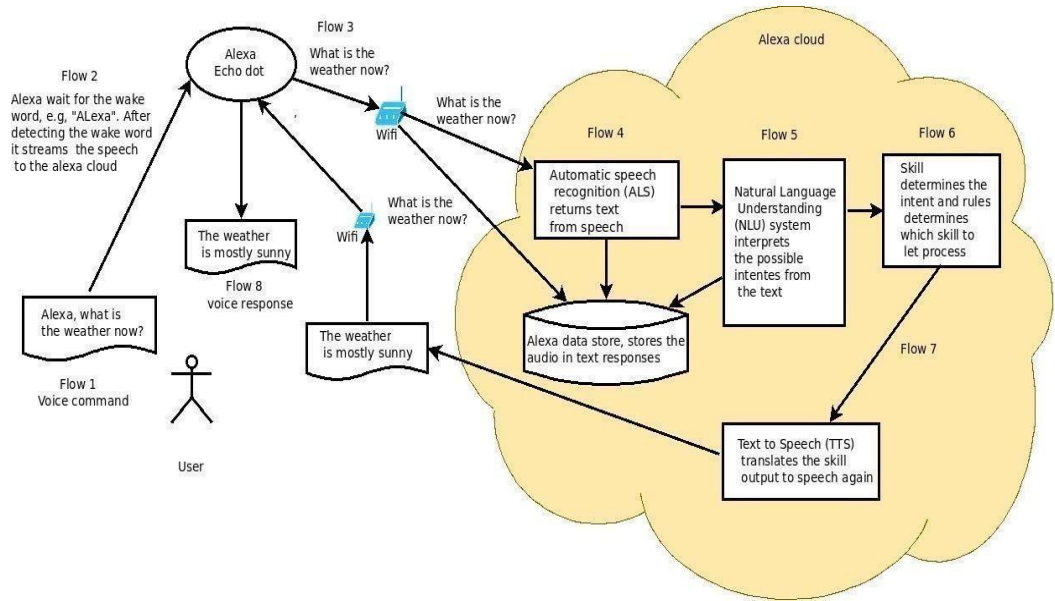 Flow 3
Alexa cloud
Alexa
Echo dot
What is the
weather now?
Flow 2
Alexa wait for the wake
word, e.g, "ALexa". After
detecting the wake word
it streams the speech
to the alexa cloud
What is the
weather now?
Wifi
Flow 4
Flow 5
Flow 6
Automatic speech
recognition (ALS)
returns text
from speech
Natural Language
Understanding
(NLU) system
interprets
the possible
intentes from
the text
Skill
determines the
intent and rules
determines
which skill to
let process
What is the
weather now?
Wifi
The weather
is mostly sunny
Flow 8
voice response
Alexa, what is
the weather now?
Flow 1
Voice command
The weather
is mostly sunny
Alexa data store, stores the
audio in text responses
Flow 7
User
Text to Speech (TTS)
translates the skill
output to speech again